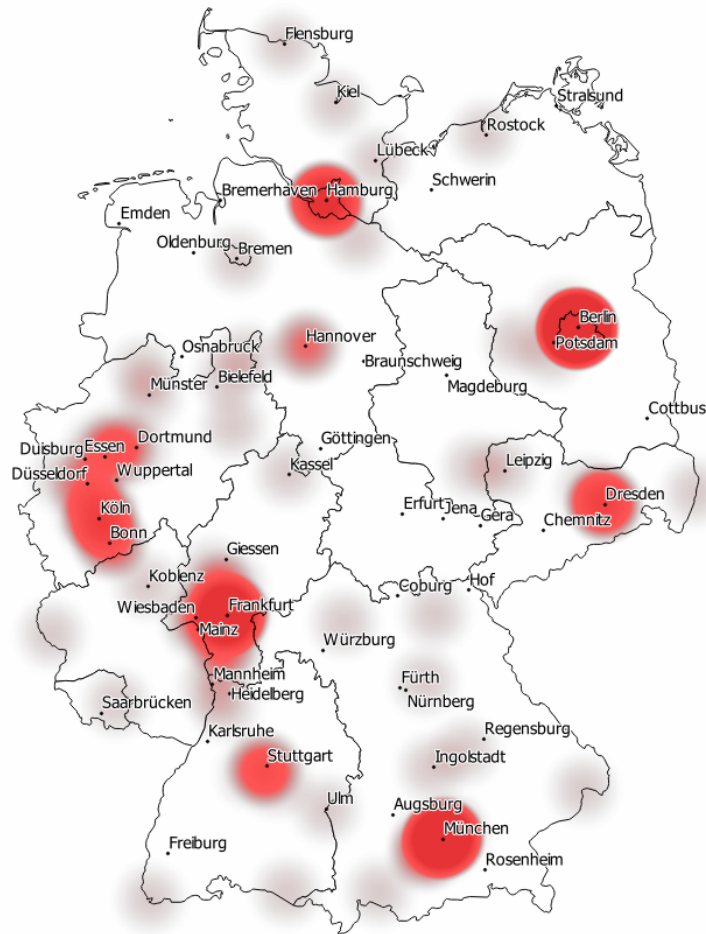 Flensburg
Kiel
Stralsund
Rostock
Lübeck
Schwerin
Bremerhaven
Hamburg
Emden
Oldenburg
Bremen
Berlin
Potsdam
Hannover
Osnabruck
Braunschweig
Bielefeld
Magdeburg
Münster
Cottbus
Dortmund
Duisburg
Essen
Göttingen
Kassel
Leipzig
Düsseldorf
Wuppertal
Dresden
Köln
Erfurt
Jena
Gera
Chemnitz
Bonn
Giessen
Koblenz
Coburg
Hof
Wiesbaden
Frankfurt
Mainz
Würzburg
Mannheim
Heidelberg
Fürth
Nürnberg
Saarbrücken
Karlsruhe
Regensburg
Stuttgart
Ingolstadt
Ulm
Augsburg
München
Freiburg
Rosenheim